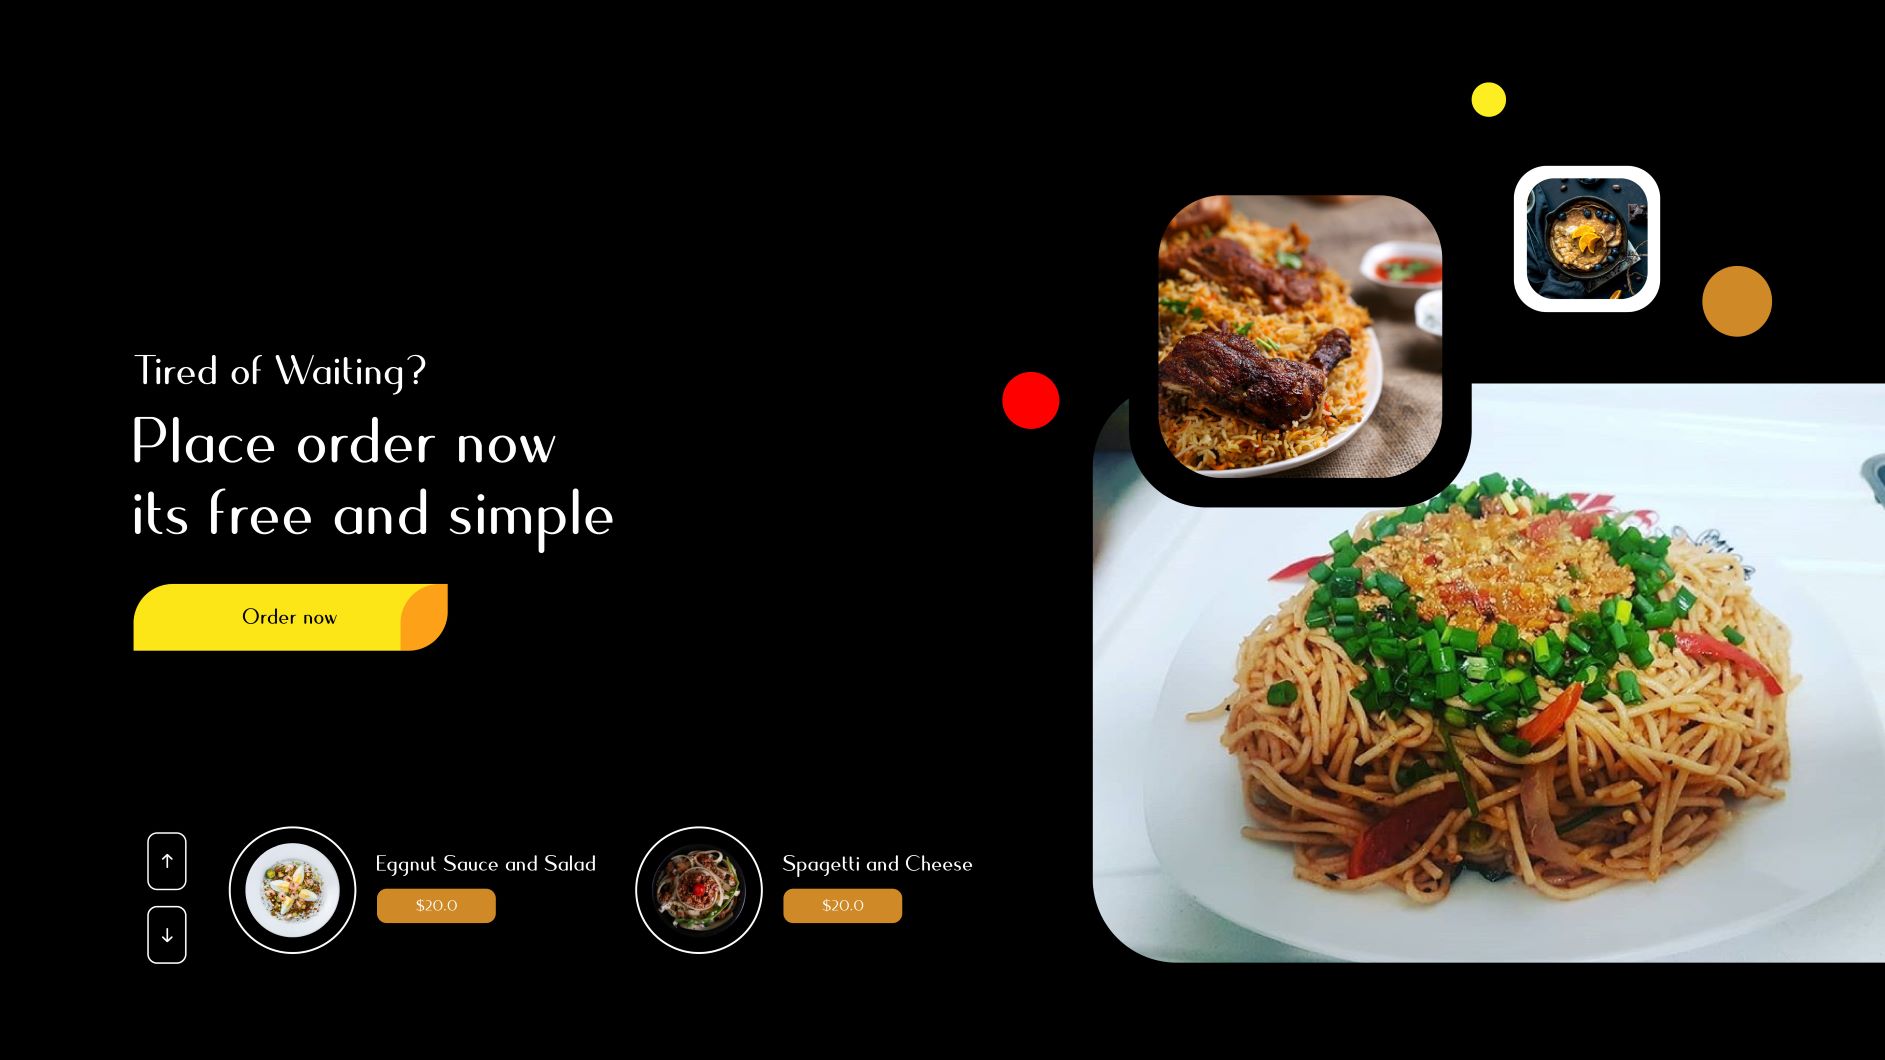 Tired of Waiting?
Place order now
its free and simple
Order now
Eggnut Sauce and Salad
$20.0
Spagetti and Cheese
$20.0